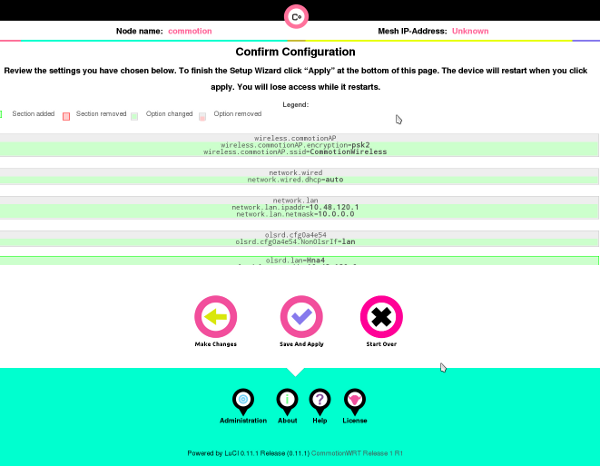 C
Node name: commotion Mesh IP-Address: Unknown
Confirm Configuration
Review the settings you have chosen below. To finish the Setup Wizard click "Apply" at the bottom of this page. The device will restart when you click
apply. You will lose access while it restarts.
Legend:
Section added Section removed Option changed Option removed
wireless.commotionAP
wireless.commotionAP.encryption=psk2
wireless.commotionAP.ssid=CommotionWireless
network.wired
network.wired.dhcp=auto
network.lan
network.lan.ipaddr=10.48.120.1
network.lan.netmask=10.0.0.0
olsrd.cfg0a4e54
olsrd.cfg0a4e54.NonOlsrIf=lan
olsrd.lan=Hna4
Make Changes Save And Apply Start Over
Administration About Help License
Powered by LuCI 0.11.1 Release (0.11.1) CommotionWRT Release 1 R1